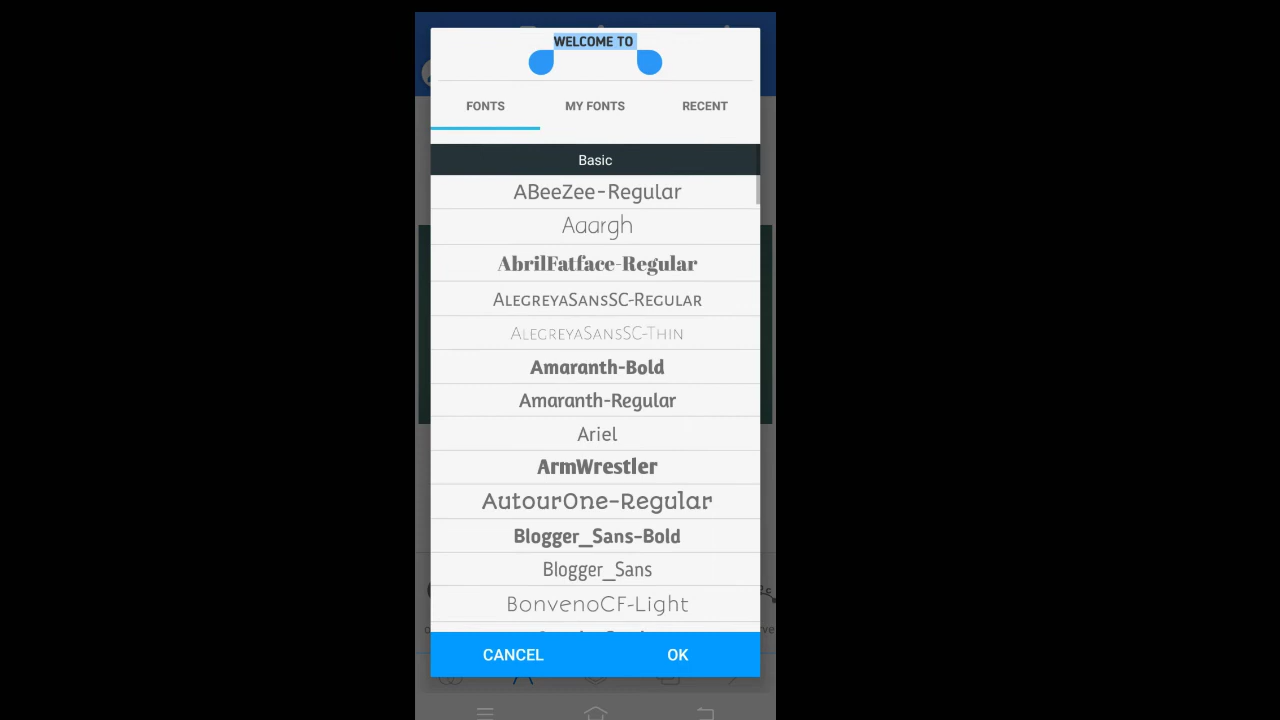 WELCOME TO
FONTS MY FONTS RECENT
Basic
ABeeZee-Regular
Aaargh
AbrilFatface-Regular
AlegreyaSansSC-Regular
AlegreyaSansSC-Thin
Amaranth-Bold
Amaranth-Regular
Ariel
ArmWrestler
AutourOne-Regular
Blogger_Sans-Bold
Blogger_Sans
BonvenoCF-Light
CANCEL OK